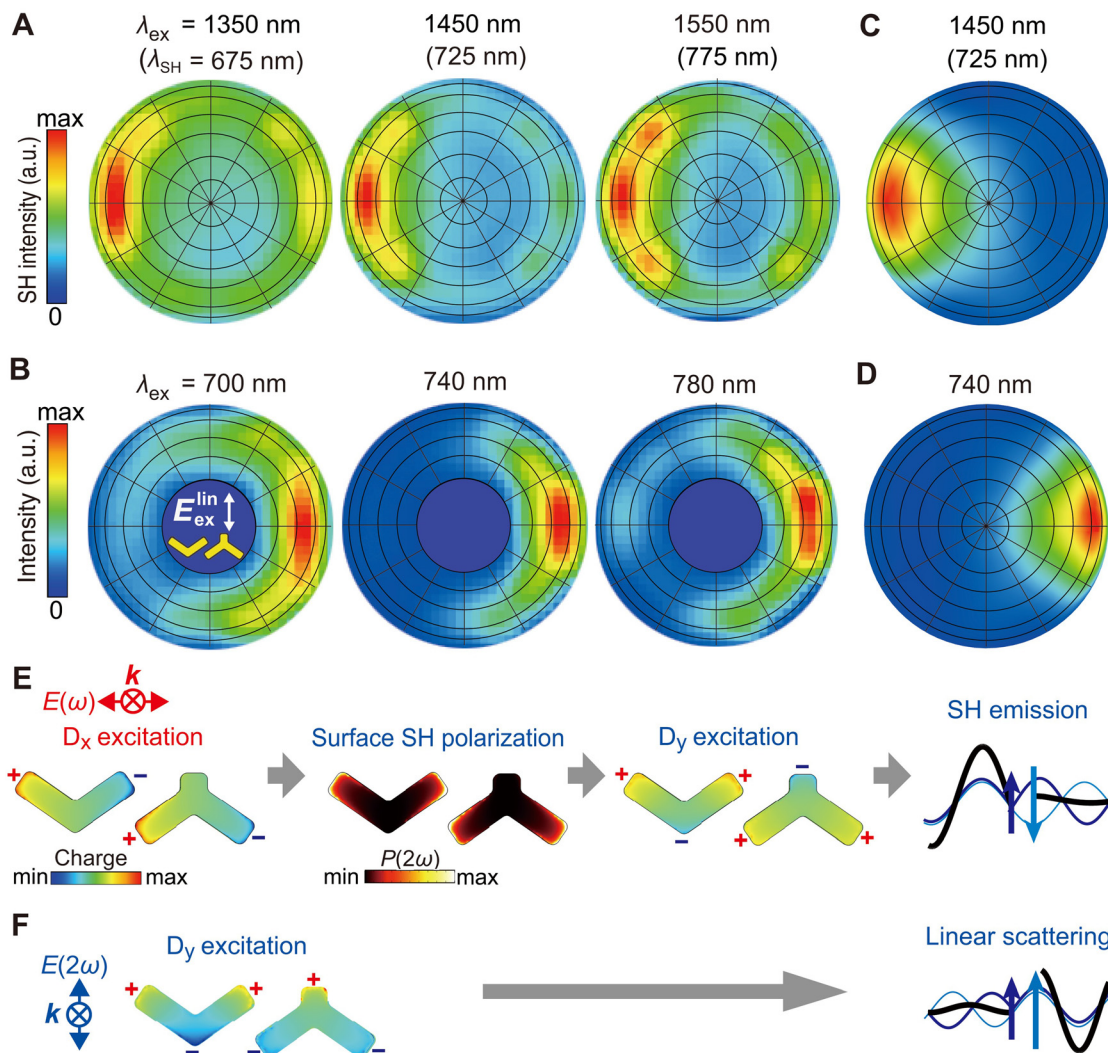 A
λex = 1350 nm
1450 nm
1550 nm
C
1450 nm
(λSH = 675 nm)
(725 nm)
(775 nm)
(725 nm)
max
SH intensity (a.u.)
0
B
λex = 700 nm
740 nm
780 nm
D
740 nm
max
Intensity (a.u.)
0
E lin ex
E
k
E(ω)
Dx excitation
Surface SH polarization
Dy excitation
SH emission
+
−
+
−
+
+
−
−
+
+
Charge
min
max
P(2ω)
min
max
F
E(2ω)
k
Dy excitation
Linear scattering
+
+
+
−
−
−